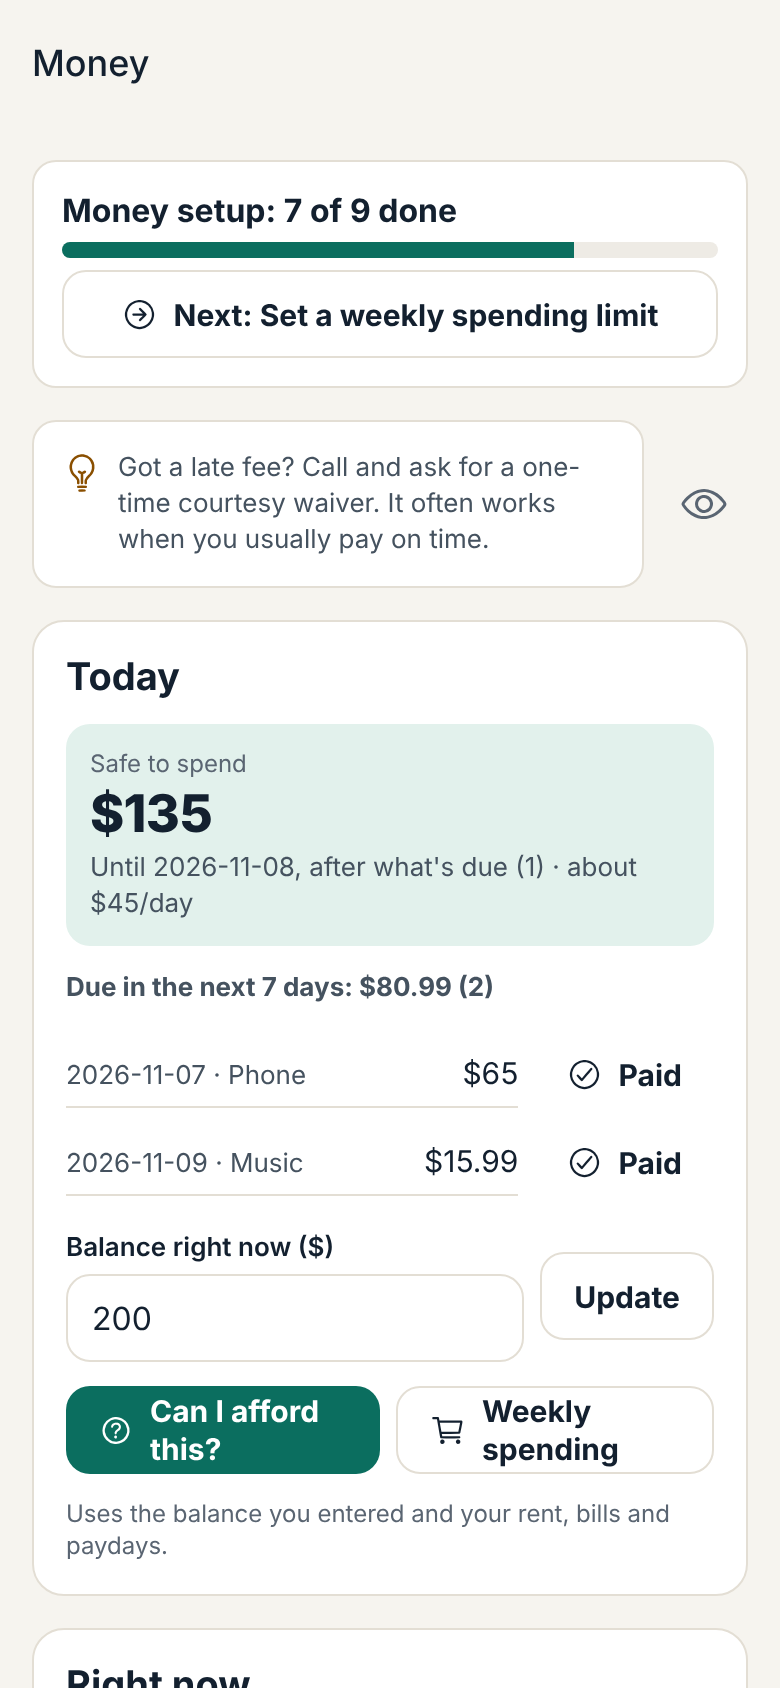 Money
Money setup: 7 of 9 done
Next: Set a weekly spending limit
Got a late fee? Call and ask for a one-
time courtesy waiver. It often works
when you usually pay on time.
Today
Safe to spend
$135
Until 2026-11-08, after what's due (1) · about
$45/day
Due in the next 7 days: $80.99 (2)
2026-11-07 · Phone $65 Paid
2026-11-09 · Music $15.99 Paid
Balance right now ($)
200
Update
Can I afford
this?
Weekly
spending
Uses the balance you entered and your rent, bills and
paydays.
Right now